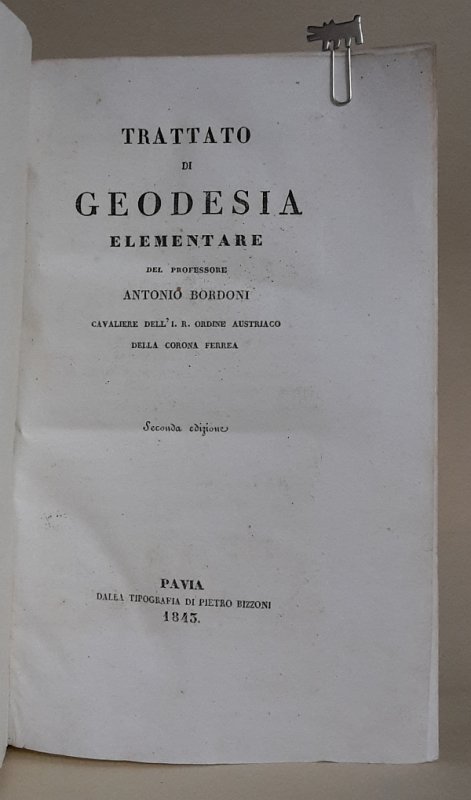 TRATTATO
DI
GEODESIA
ELEMENTARE
DEL PROFESSORE
ANTONIO BORDONI
CAVALIERE DELL' I. R. ORDINE AUSTRIACO
DELLA CORONA FERREA
Seconda edizione
PAVIA
DALLA TIPOGRAFIA DI PIETRO BIZZONI
1843.